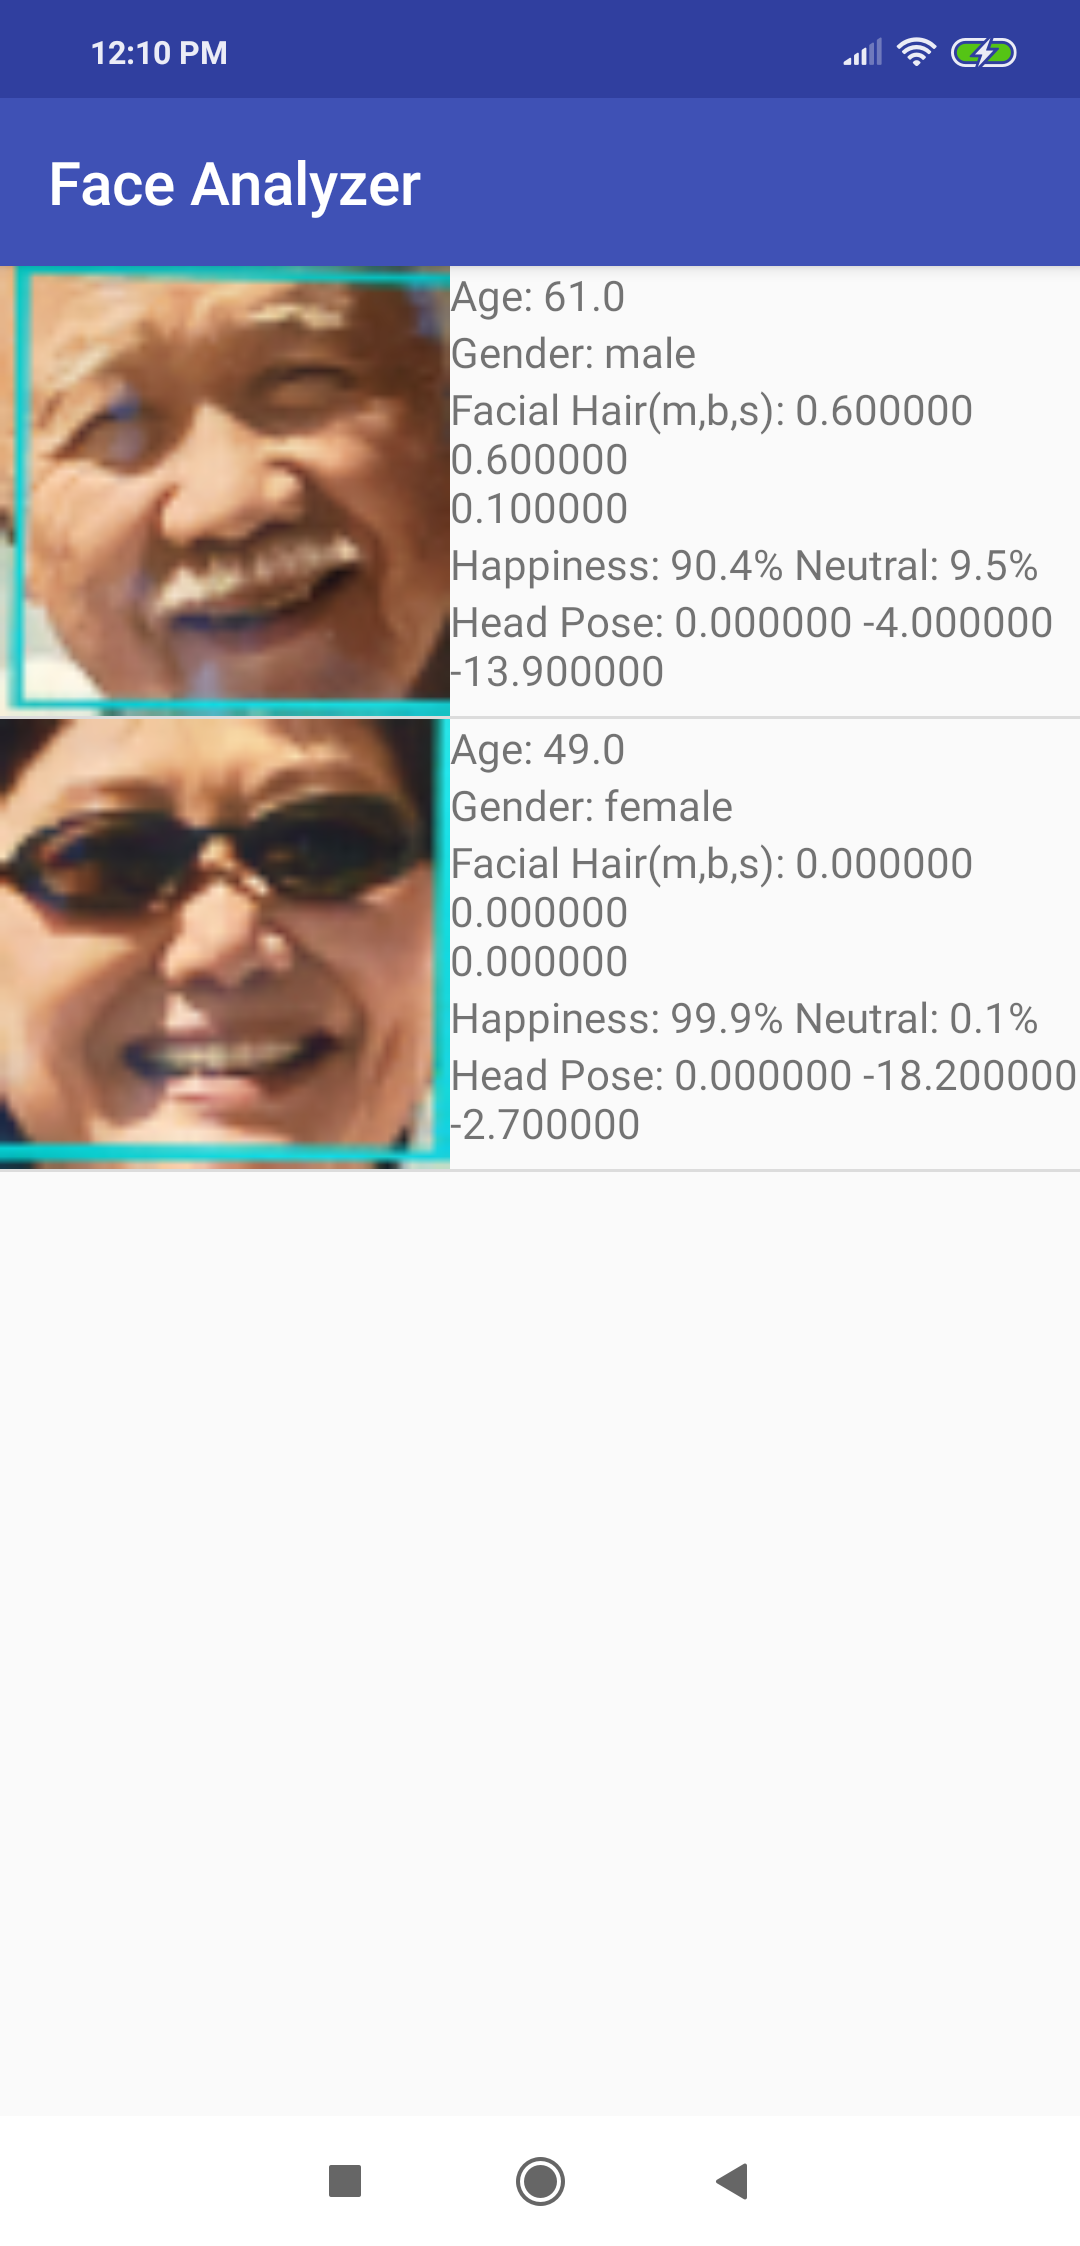 12:10 PM
Face Analyzer
Age: 61.0
Gender: male
Facial Hair(m,b,s): 0.600000
0.600000
0.100000
Happiness: 90.4% Neutral: 9.5%
Head Pose: 0.000000 -4.000000
-13.900000
Age: 49.0
Gender: female
Facial Hair(m,b,s): 0.000000
0.000000
0.000000
Happiness: 99.9% Neutral: 0.1%
Head Pose: 0.000000 -18.200000
-2.700000